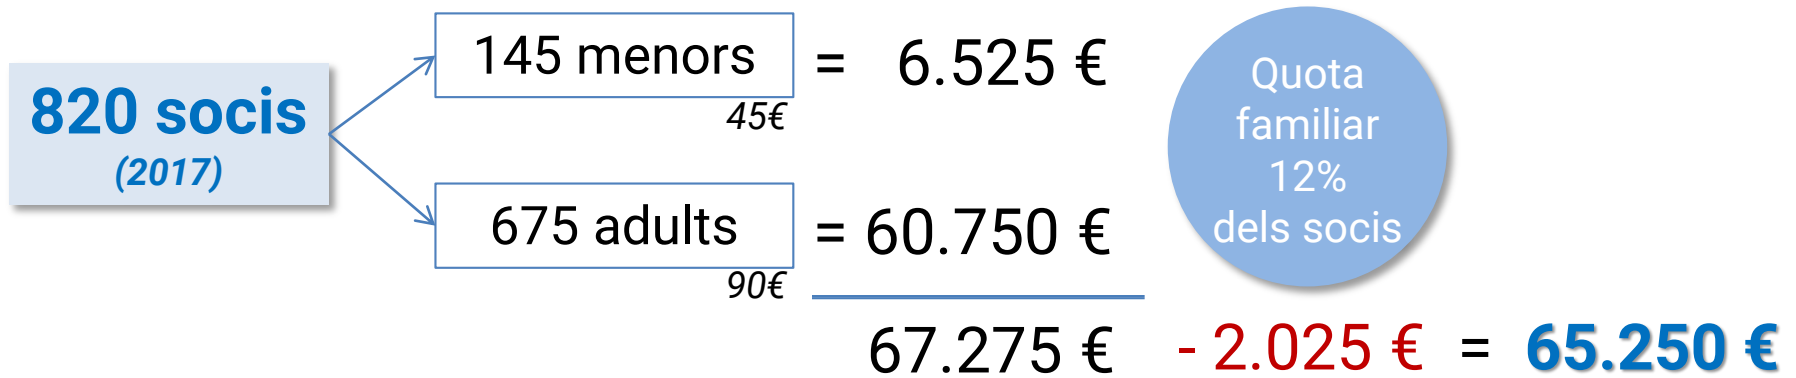 820 socis
(2017)
145 menors
45€
= 6.525 €
675 adults
90€
= 60.750 €
Quota
familiar
12%
dels socis
67.275 € - 2.025 € = 65.250 €